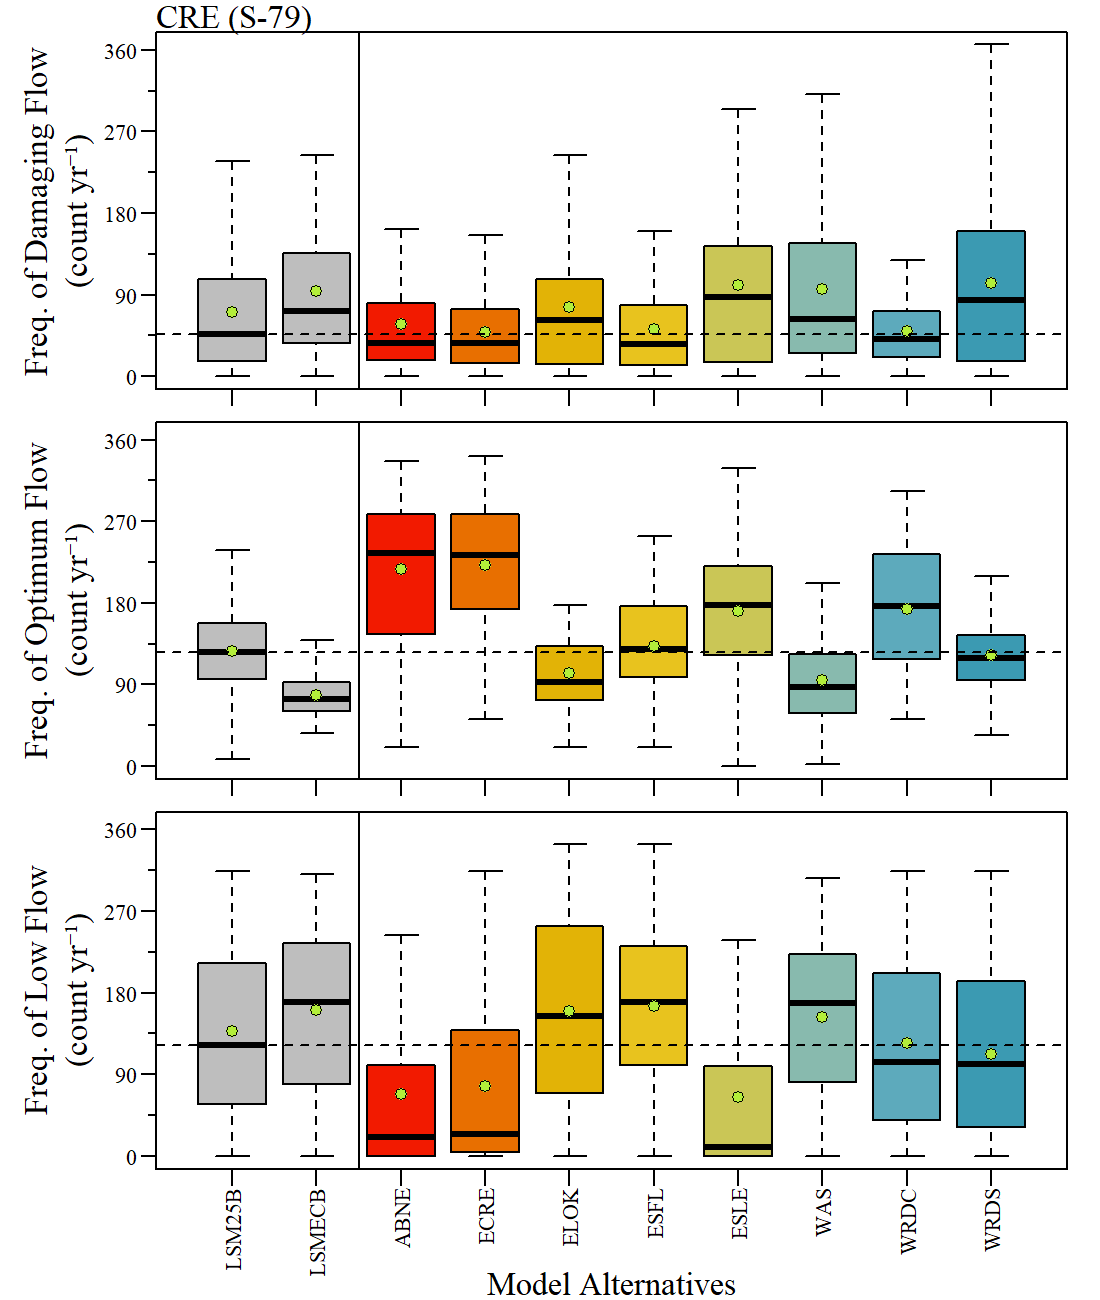 CRE (S-79)
Freq. of Damaging Flow
(count yr⁻¹)
360
270
180
90
0
Freq. of Optimum Flow
(count yr⁻¹)
360
270
180
90
0
Freq. of Low Flow
(count yr⁻¹)
360
270
180
90
0
LSM25B
LSMECB
ABNE
ECRE
ELOK
ESFL
ESLE
WAS
WRDC
WRDS
Model Alternatives